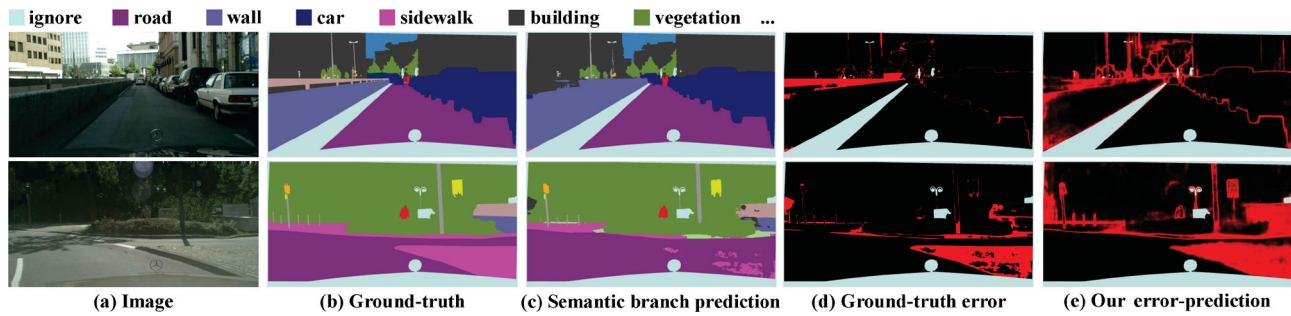 ignore road wall car sidewalk building vegetation ...
(a) Image (b) Ground-truth (c) Semantic branch prediction (d) Ground-truth error (e) Our error-prediction